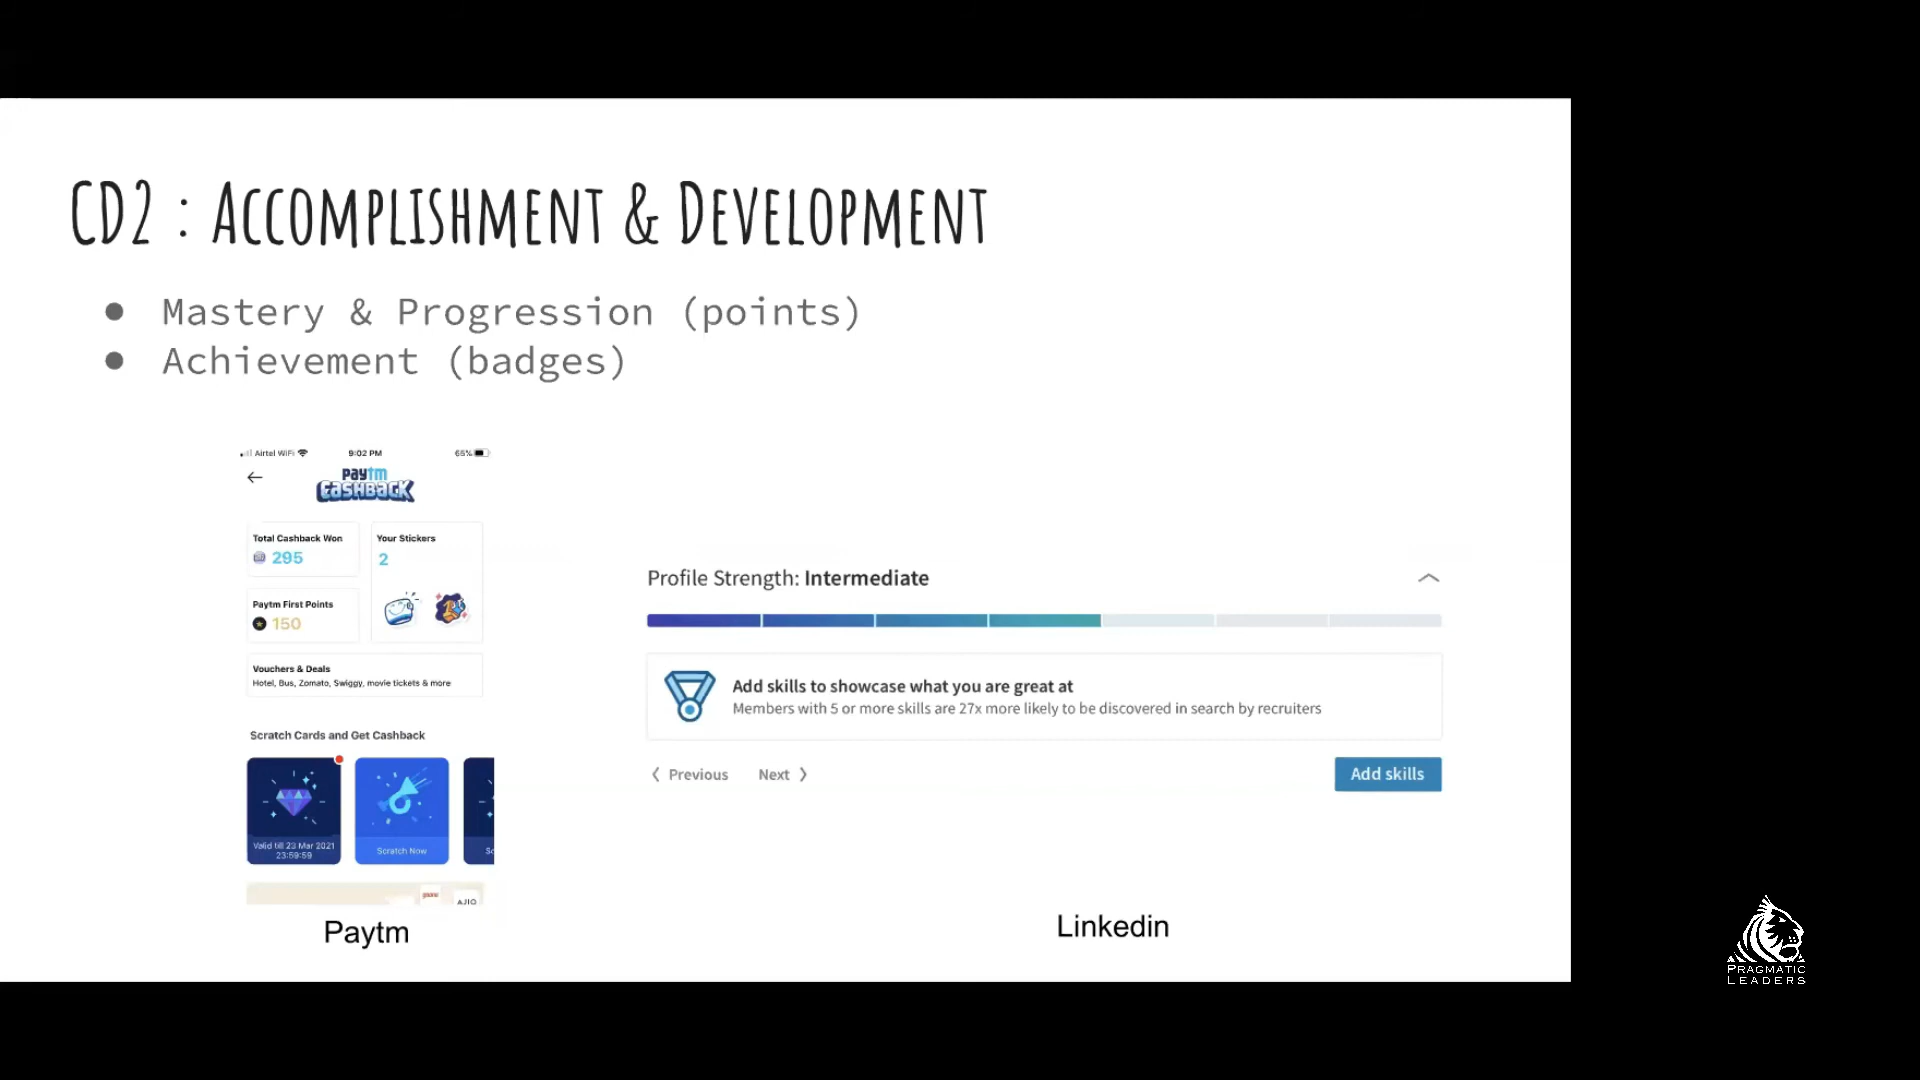 CD2 : Accomplishment & Development
● Mastery & Progression (points)
● Achievement (badges)
Airtel WiFi 9:02 PM 65%
paytm
CASHBACK
Total Cashback Won
295
Your Stickers
2
Paytm First Points
150
Vouchers & Deals
Hotel, Bus, Zomato, Swiggy, movie tickets & more
Scratch Cards and Get Cashback
Valid till 23 Mar 2021
23:59:59
Scratch Now
Sc
AJIO
Paytm
Profile Strength: Intermediate
Add skills to showcase what you are great at
Members with 5 or more skills are 27x more likely to be discovered in search by recruiters
Previous Next
Add skills
Linkedin
PRAGMATIC
LEADERS